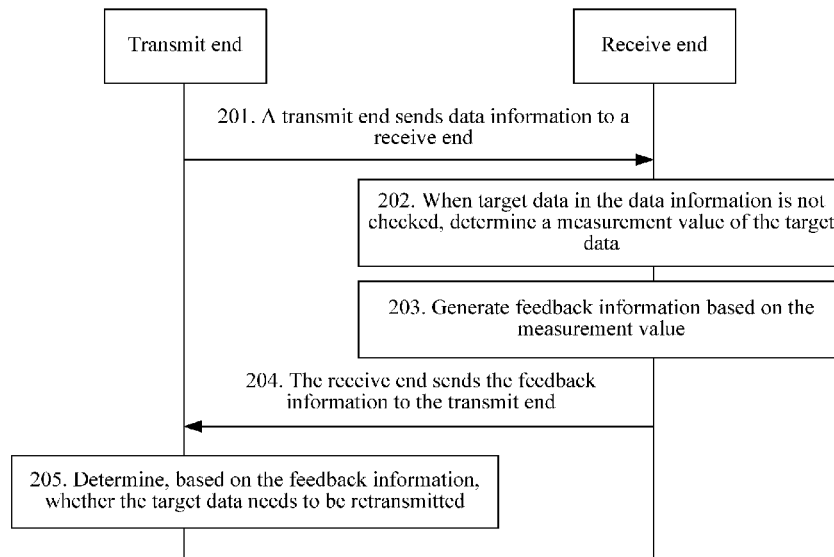 Transmit end
Receive end
201. A transmit end sends data information to a
receive end
202. When target data in the data information is not
checked, determine a measurement value of the target
data
203. Generate feedback information based on the
measurement value
204. The receive end sends the feedback
information to the transmit end
205. Determine, based on the feedback information,
whether the target data needs to be retransmitted